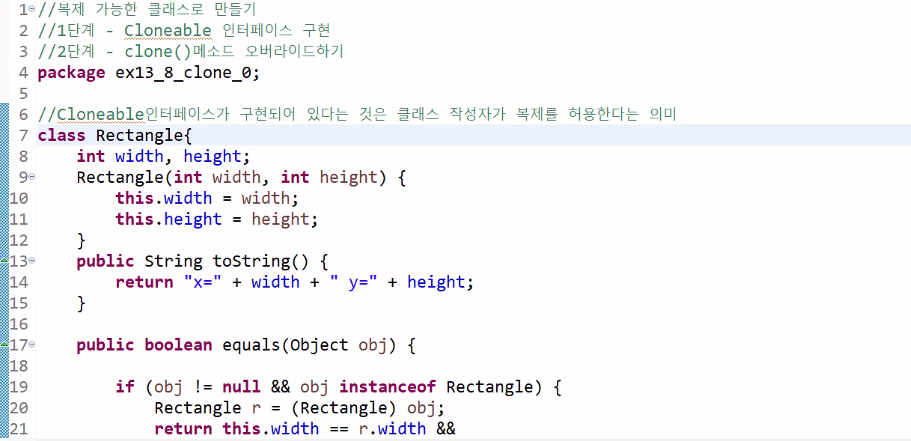 1 //복제 가능한 클래스로 만들기
2 //1단계 - Cloneable 인터페이스 구현
3 //2단계 - clone()메소드 오버라이드하기
4 package ex13_8_clone_0;
5
6 //Cloneable인터페이스가 구현되어 있다는 것은 클래스 작성자가 복제를 허용한다는 의미
7 class Rectangle{
8     int width, height;
9     Rectangle(int width, int height) {
10         this.width = width;
11         this.height = height;
12     }
13     public String toString() {
14         return "x=" + width + " y=" + height;
15     }
16
17     public boolean equals(Object obj) {
18
19         if (obj != null && obj instanceof Rectangle) {
20             Rectangle r = (Rectangle) obj;
21             return this.width == r.width &&